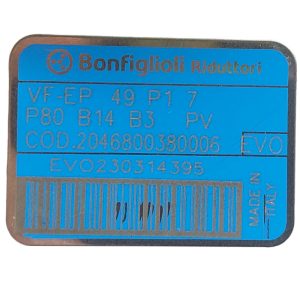 Bonfiglioli Riduttori
VF-EP 49 P1 7
P80 B14 B3 PV
COD.2046800380006 EVO
EVO230314395
MADE IN ITALY